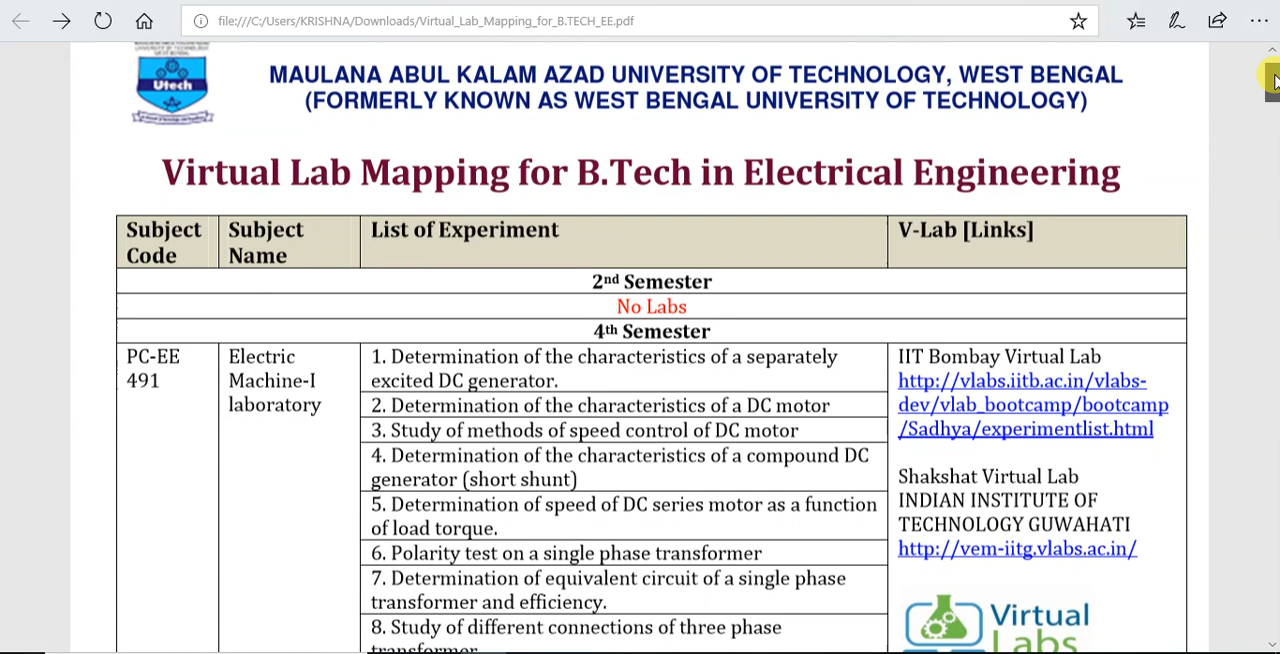 file:///C:/Users/KRISHNA/Downloads/Virtual_Lab_Mapping_for_B.TECH_EE.pdf
Utech
MAULANA ABUL KALAM AZAD UNIVERSITY OF TECHNOLOGY, WEST BENGAL
(FORMERLY KNOWN AS WEST BENGAL UNIVERSITY OF TECHNOLOGY)
Virtual Lab Mapping for B.Tech in Electrical Engineering
Subject Code
Subject Name
List of Experiment
V-Lab [Links]
2nd Semester
No Labs
4th Semester
PC-EE
491
Electric
Machine-I
laboratory
1. Determination of the characteristics of a separately
excited DC generator.
2. Determination of the characteristics of a DC motor
3. Study of methods of speed control of DC motor
4. Determination of the characteristics of a compound DC
generator (short shunt)
5. Determination of speed of DC series motor as a function
of load torque.
6. Polarity test on a single phase transformer
7. Determination of equivalent circuit of a single phase
transformer and efficiency.
8. Study of different connections of three phase
transformer
IIT Bombay Virtual Lab
http://vlabs.iitb.ac.in/vlabs-
dev/vlab_bootcamp/bootcamp
/Sadhya/experimentlist.html
Shakshat Virtual Lab
INDIAN INSTITUTE OF
TECHNOLOGY GUWAHATI
http://vem-iitg.vlabs.ac.in/
Virtual
Labs